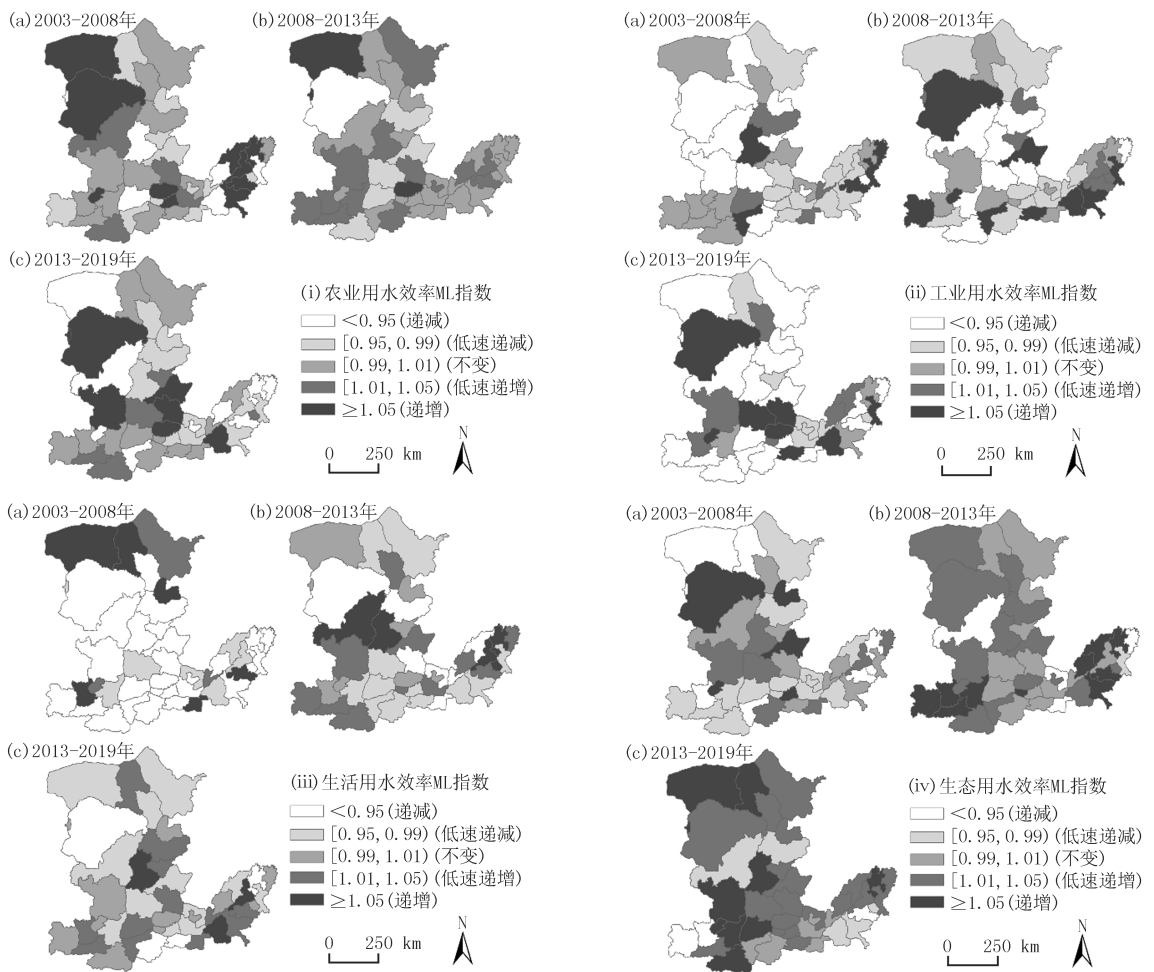 (a)2003-2008年
(b)2008-2013年
(c)2013-2019年
(i)农业用水效率ML指数
<0.95(递减)
[0.95,0.99)(低速递减)
[0.99,1.01)(不变)
[1.01,1.05)(低速递增)
≥1.05(递增)
0 250 km
N
(a)2003-2008年
(b)2008-2013年
(c)2013-2019年
(ii)工业用水效率ML指数
<0.95(递减)
[0.95,0.99)(低速递减)
[0.99,1.01)(不变)
[1.01,1.05)(低速递增)
≥1.05(递增)
0 250 km
N
(a)2003-2008年
(b)2008-2013年
(c)2013-2019年
(iii)生活用水效率ML指数
<0.95(递减)
[0.95,0.99)(低速递减)
[0.99,1.01)(不变)
[1.01,1.05)(低速递增)
≥1.05(递增)
0 250 km
N
(a)2003-2008年
(b)2008-2013年
(c)2013-2019年
(iv)生态用水效率ML指数
<0.95(递减)
[0.95,0.99)(低速递减)
[0.99,1.01)(不变)
[1.01,1.05)(低速递增)
≥1.05(递增)
0 250 km
N